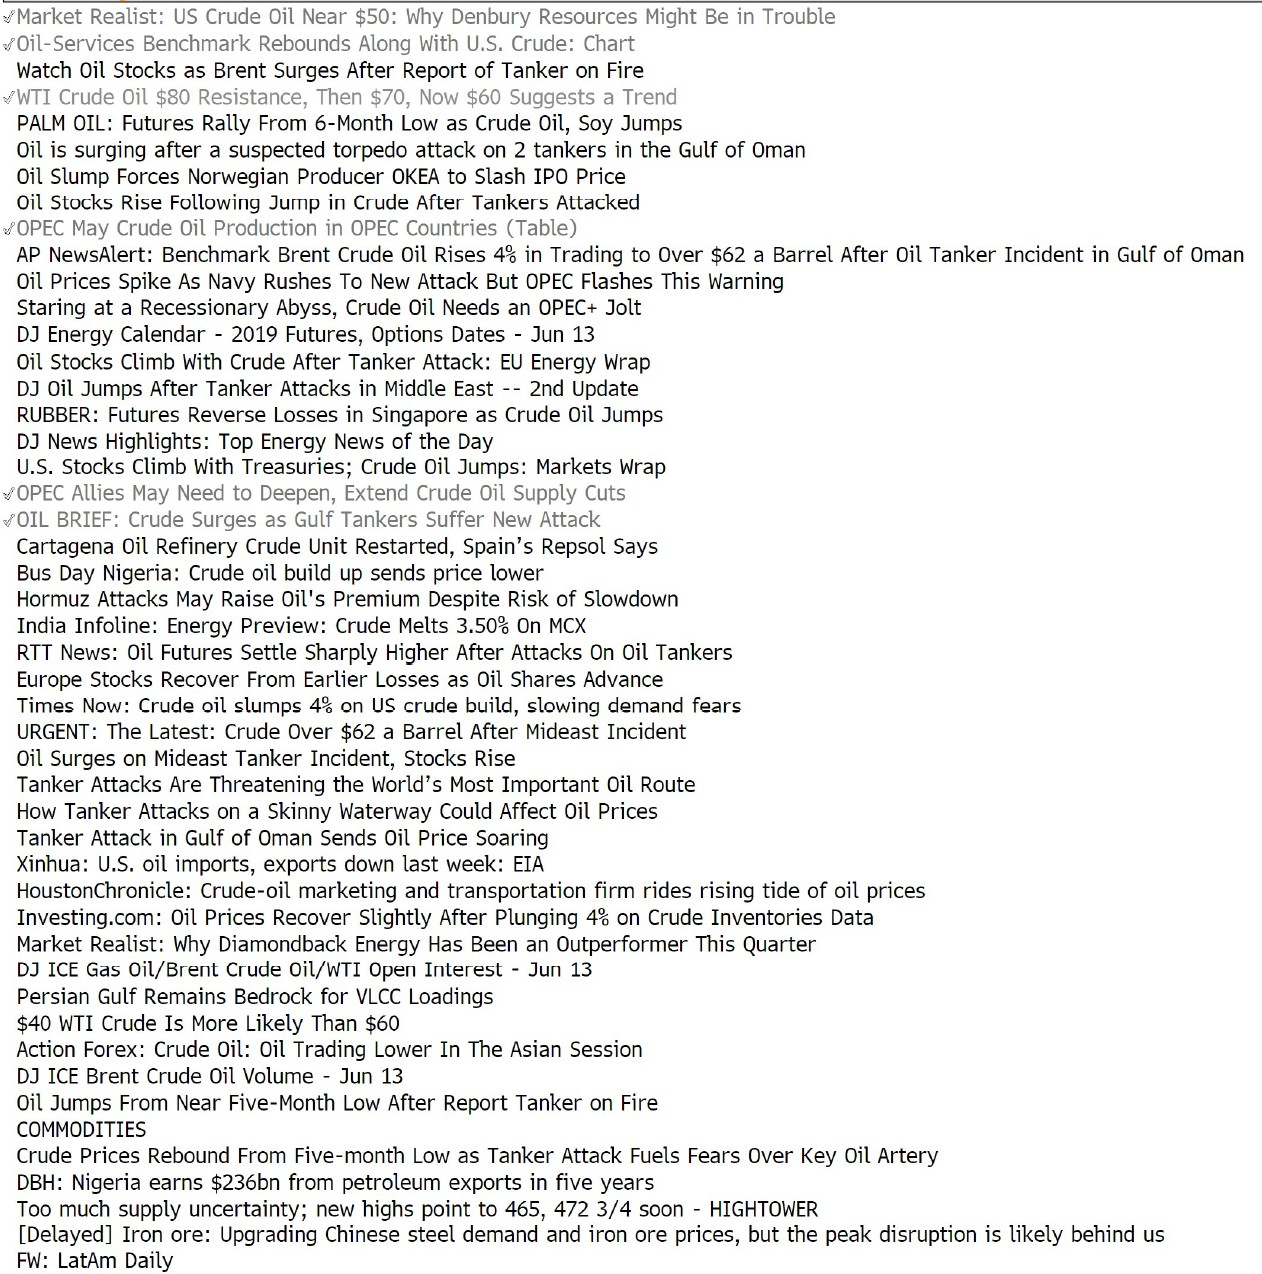 ✓Market Realist: US Crude Oil Near $50: Why Denbury Resources Might Be in Trouble
✓Oil-Services Benchmark Rebounds Along With U.S. Crude: Chart
Watch Oil Stocks as Brent Surges After Report of Tanker on Fire
✓WTI Crude Oil $80 Resistance, Then $70, Now $60 Suggests a Trend
PALM OIL: Futures Rally From 6-Month Low as Crude Oil, Soy Jumps
Oil is surging after a suspected torpedo attack on 2 tankers in the Gulf of Oman
Oil Slump Forces Norwegian Producer OKEA to Slash IPO Price
Oil Stocks Rise Following Jump in Crude After Tankers Attacked
✓OPEC May Crude Oil Production in OPEC Countries (Table)
AP NewsAlert: Benchmark Brent Crude Oil Rises 4% in Trading to Over $62 a Barrel After Oil Tanker Incident in Gulf of Oman
Oil Prices Spike As Navy Rushes To New Attack But OPEC Flashes This Warning
Staring at a Recessionary Abyss, Crude Oil Needs an OPEC+ Jolt
DJ Energy Calendar - 2019 Futures, Options Dates - Jun 13
Oil Stocks Climb With Crude After Tanker Attack: EU Energy Wrap
DJ Oil Jumps After Tanker Attacks in Middle East -- 2nd Update
RUBBER: Futures Reverse Losses in Singapore as Crude Oil Jumps
DJ News Highlights: Top Energy News of the Day
U.S. Stocks Climb With Treasuries; Crude Oil Jumps: Markets Wrap
✓OPEC Allies May Need to Deepen, Extend Crude Oil Supply Cuts
✓OIL BRIEF: Crude Surges as Gulf Tankers Suffer New Attack
Cartagena Oil Refinery Crude Unit Restarted, Spain's Repsol Says
Bus Day Nigeria: Crude oil build up sends price lower
Hormuz Attacks May Raise Oil's Premium Despite Risk of Slowdown
India Infoline: Energy Preview: Crude Melts 3.50% On MCX
RTT News: Oil Futures Settle Sharply Higher After Attacks On Oil Tankers
Europe Stocks Recover From Earlier Losses as Oil Shares Advance
Times Now: Crude oil slumps 4% on US crude build, slowing demand fears
URGENT: The Latest: Crude Over $62 a Barrel After Mideast Incident
Oil Surges on Mideast Tanker Incident, Stocks Rise
Tanker Attacks Are Threatening the World's Most Important Oil Route
How Tanker Attacks on a Skinny Waterway Could Affect Oil Prices
Tanker Attack in Gulf of Oman Sends Oil Price Soaring
Xinhua: U.S. oil imports, exports down last week: EIA
HoustonChronicle: Crude-oil marketing and transportation firm rides rising tide of oil prices
Investing.com: Oil Prices Recover Slightly After Plunging 4% on Crude Inventories Data
Market Realist: Why Diamondback Energy Has Been an Outperformer This Quarter
DJ ICE Gas Oil/Brent Crude Oil/WTI Open Interest - Jun 13
Persian Gulf Remains Bedrock for VLCC Loadings
$40 WTI Crude Is More Likely Than $60
Action Forex: Crude Oil: Oil Trading Lower In The Asian Session
DJ ICE Brent Crude Oil Volume - Jun 13
Oil Jumps From Near Five-Month Low After Report Tanker on Fire
COMMODITIES
Crude Prices Rebound From Five-month Low as Tanker Attack Fuels Fears Over Key Oil Artery
DBH: Nigeria earns $236bn from petroleum exports in five years
Too much supply uncertainty; new highs point to 465, 472 3/4 soon - HIGHTOWER
[Delayed] Iron ore: Upgrading Chinese steel demand and iron ore prices, but the peak disruption is likely behind us
FW: LatAm Daily